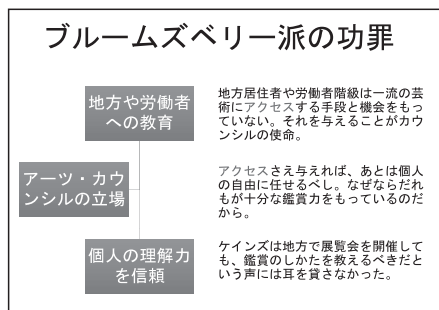 ブルームズベリー派の功罪
地方や労働者
への教育
地方居住者や労働者階級は一流の芸
術にアクセスする手段と機会をもっ
ていない。それを与えることがカウ
ンシルの使命。
アーツ・カウ
ンシルの立場
アクセスさえ与えれば、あとは個人
の自由に任せるべし。なぜならだれ
もが十分な鑑賞力をもっているのだ
から。
個人の理解力
を信頼
ケインズは地方で展覧会を開催して
も、鑑賞のしかたを教えるべきだと
いう声には耳を貸さなかった。